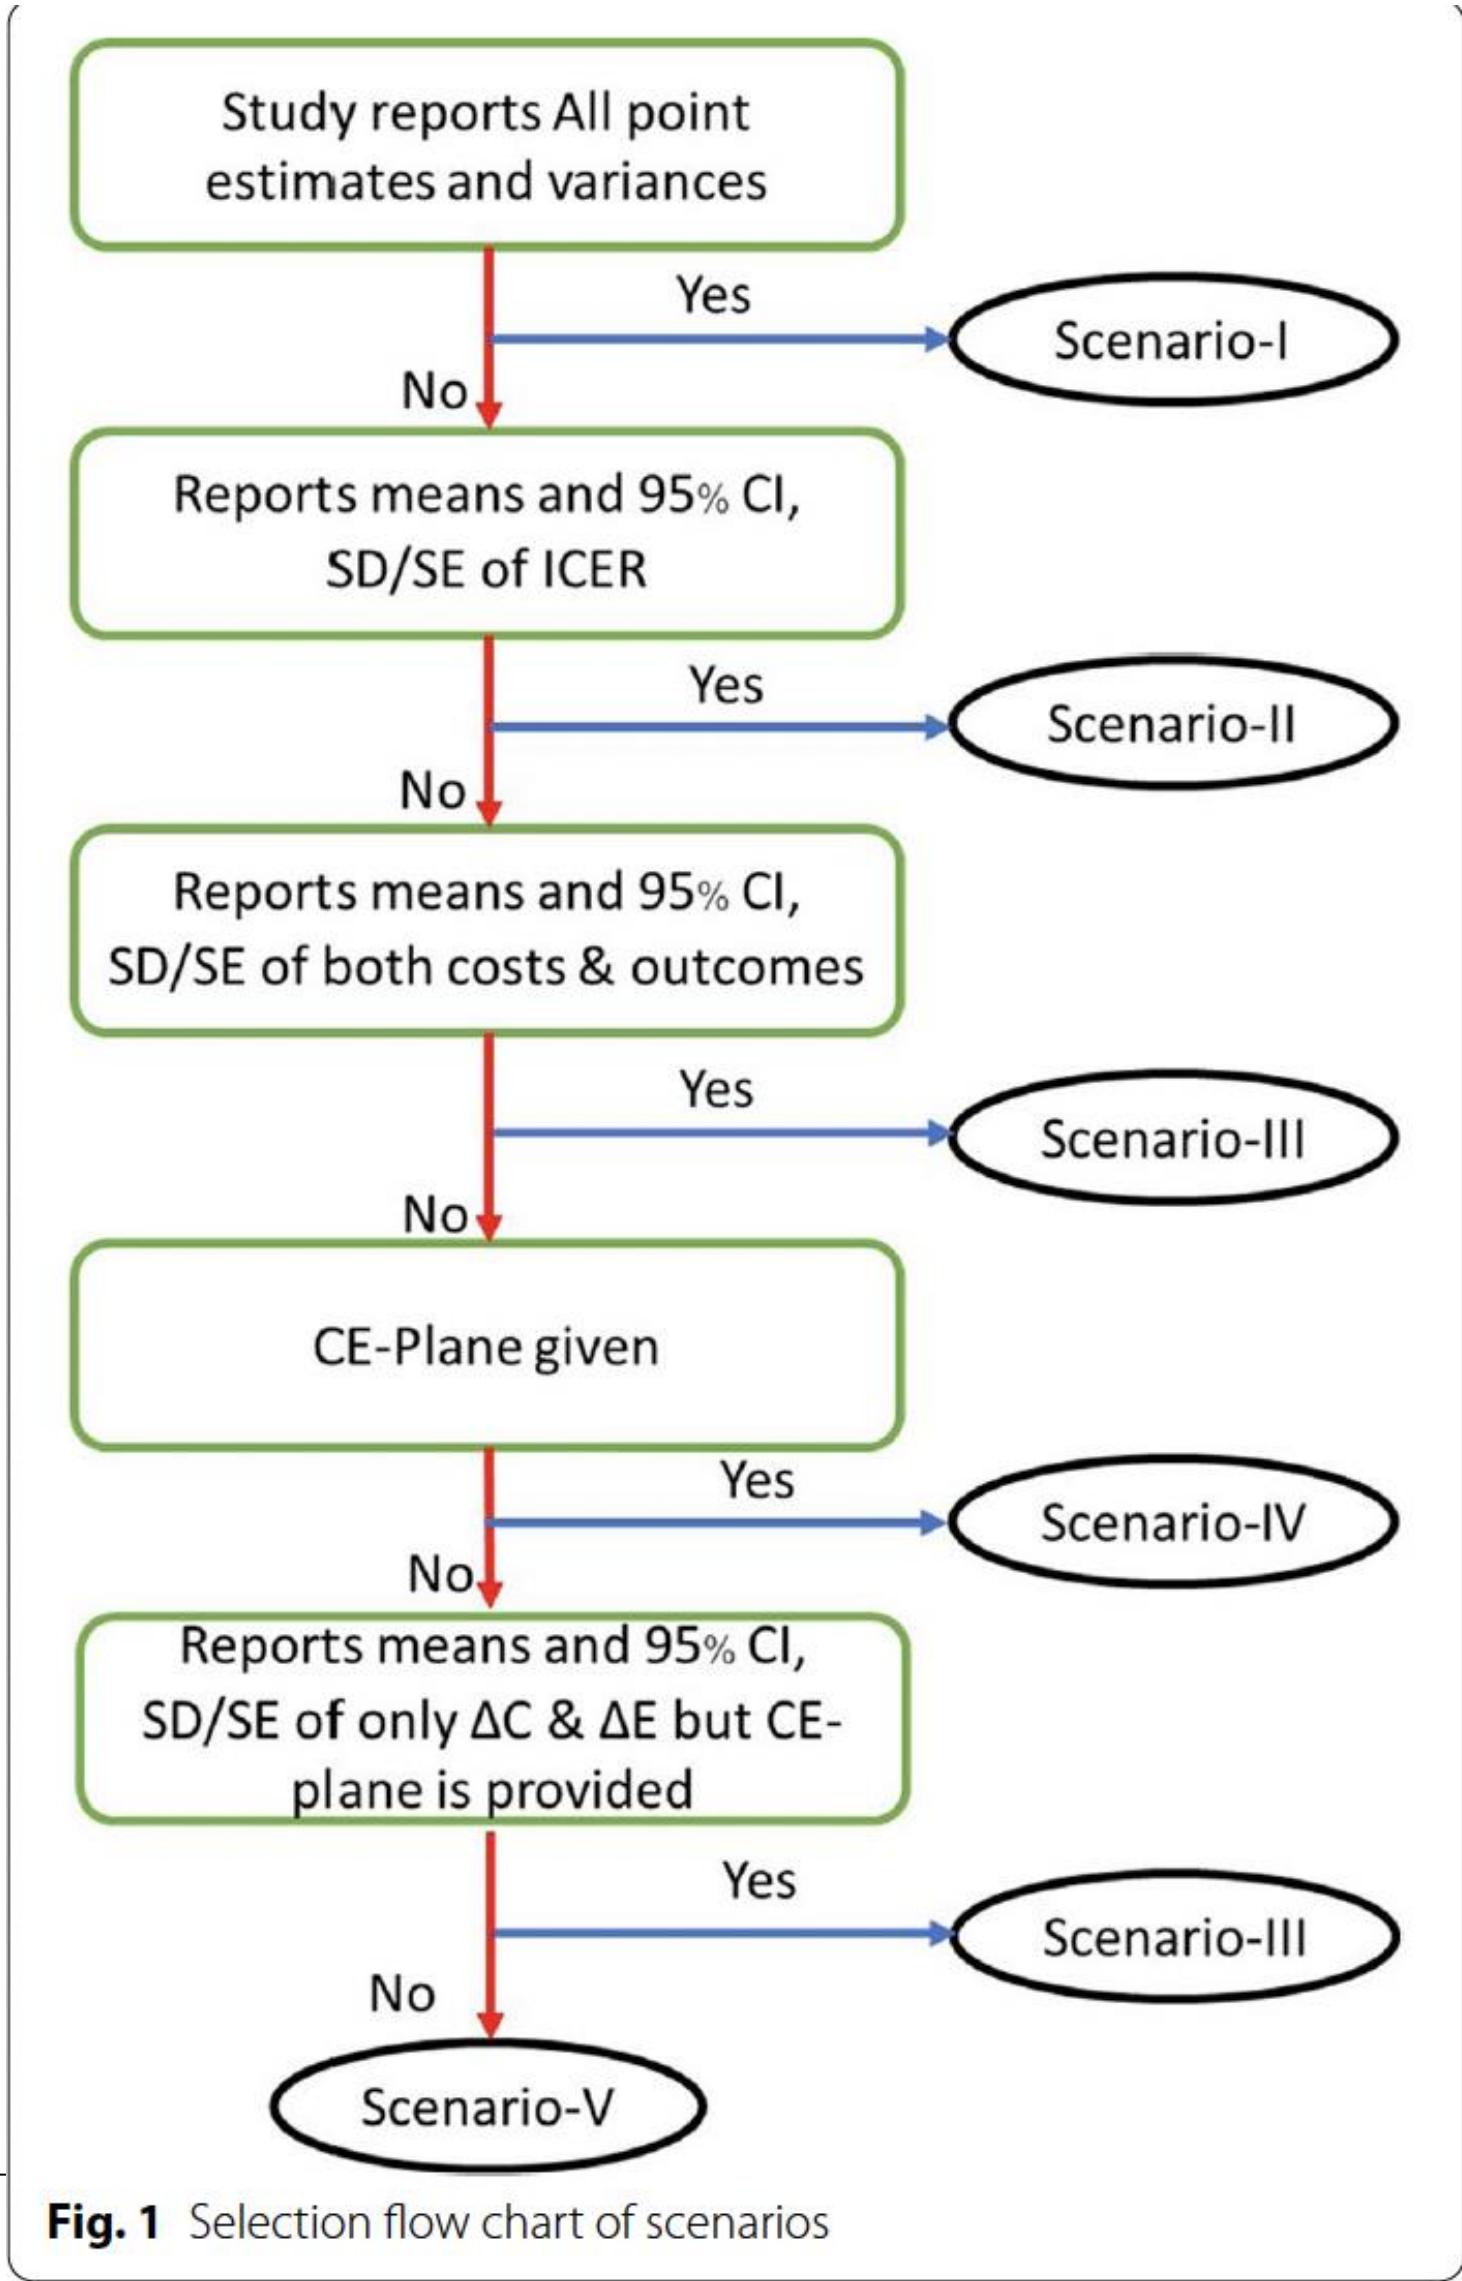 Study reports All point
estimates and variances
Yes
Scenario-I
No
Reports means and 95% CI,
SD/SE of ICER
Yes
Scenario-II
No
Reports means and 95% CI,
SD/SE of both costs & outcomes
Yes
Scenario-III
No
CE-Plane given
Yes
Scenario-IV
No
Reports means and 95% CI,
SD/SE of only ΔC & ΔE but CE-
plane is provided
Yes
Scenario-III
No
Scenario-V
Fig. 1 Selection flow chart of scenarios